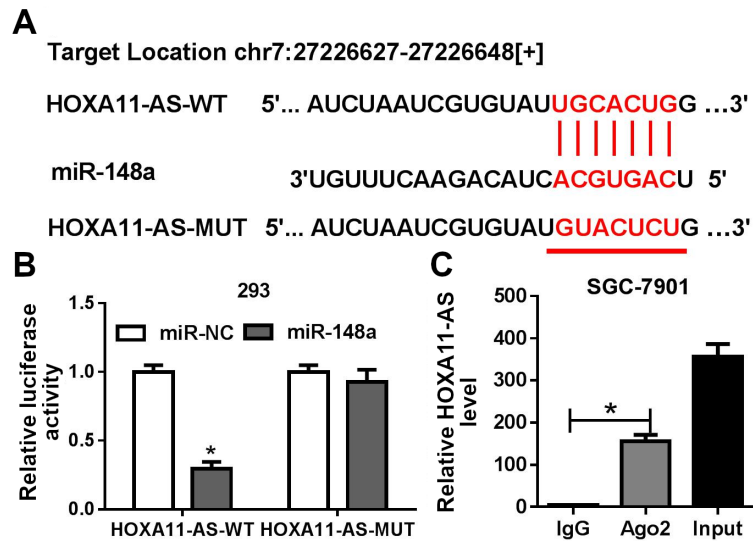 A
Target Location chr7:27226627-27226648[+]
HOXA11-AS-WT 5'... AUCUAAUCGUGUAUUGCACUGG ...3'
miR-148a 3'UGUUUCAAGACAUCACGUGACU 5'
HOXA11-AS-MUT 5'... AUCUAAUCGUGUAUGUACUCUG ...3'
B
293
miR-NC miR-148a
Relative luciferase activity
1.5
1.0
0.5
0.0
*
HOXA11-AS-WT HOXA11-AS-MUT
C
SGC-7901
Relative HOXA11-AS level
500
400
300
200
100
0
*
IgG Ago2 Input